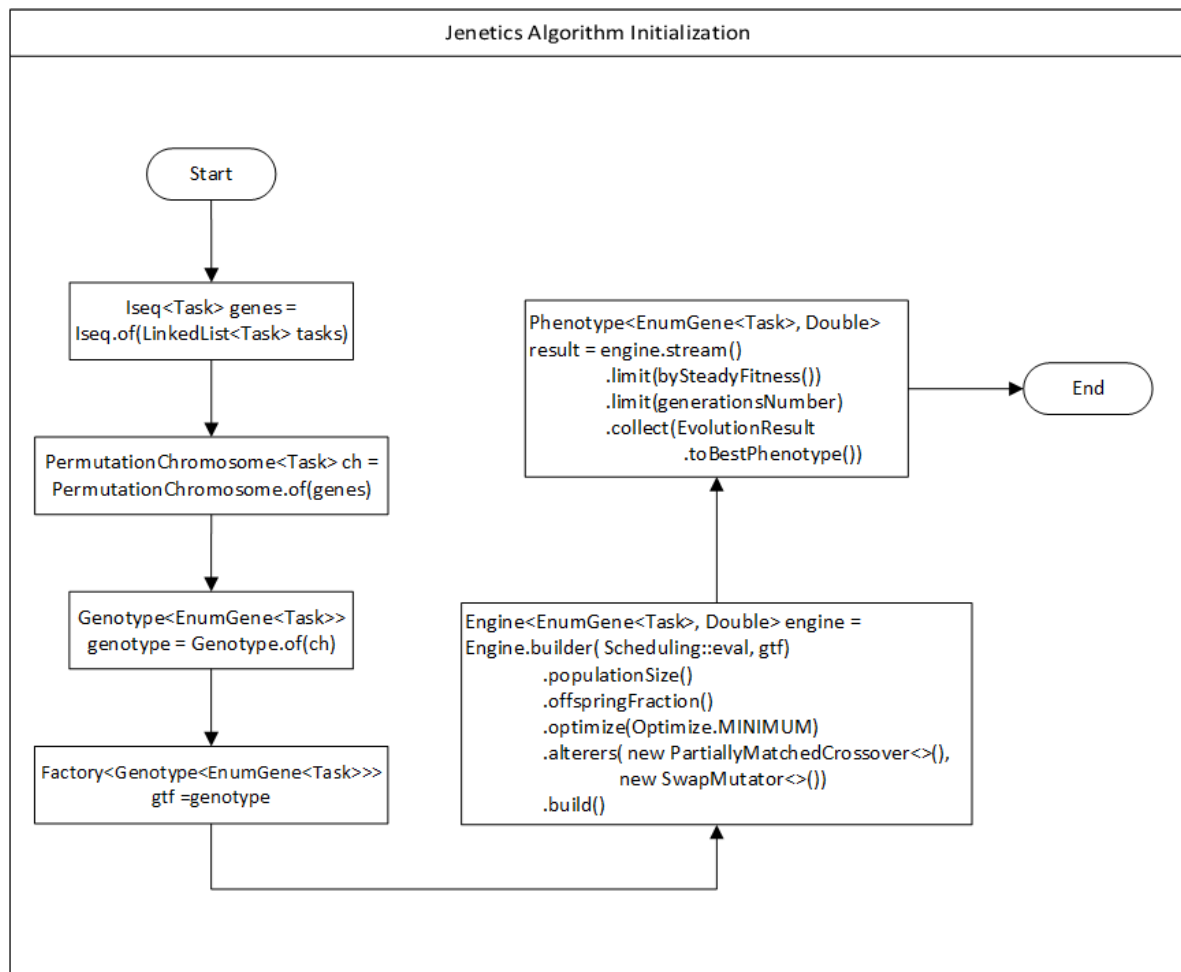 Jenetics Algorithm Initialization
Start
Iseq<Task> genes =
Iseq.of(LinkedList<Task> tasks)
PermutationChromosome<Task> ch =
PermutationChromosome.of(genes)
Genotype<EnumGene<Task>>
genotype = Genotype.of(ch)
Factory<Genotype<EnumGene<Task>>>
gtf =genotype
Engine<EnumGene<Task>, Double> engine =
Engine.builder( Scheduling::eval, gtf)
.populationSize()
.offspringFraction()
.optimize(Optimize.MINIMUM)
.alterers( new PartiallyMatchedCrossover<>(),
new SwapMutator<>())
.build()
Phenotype<EnumGene<Task>, Double>
result = engine.stream()
.limit(bySteadyFitness())
.limit(generationsNumber)
.collect(EvolutionResult
.toBestPhenotype())
End